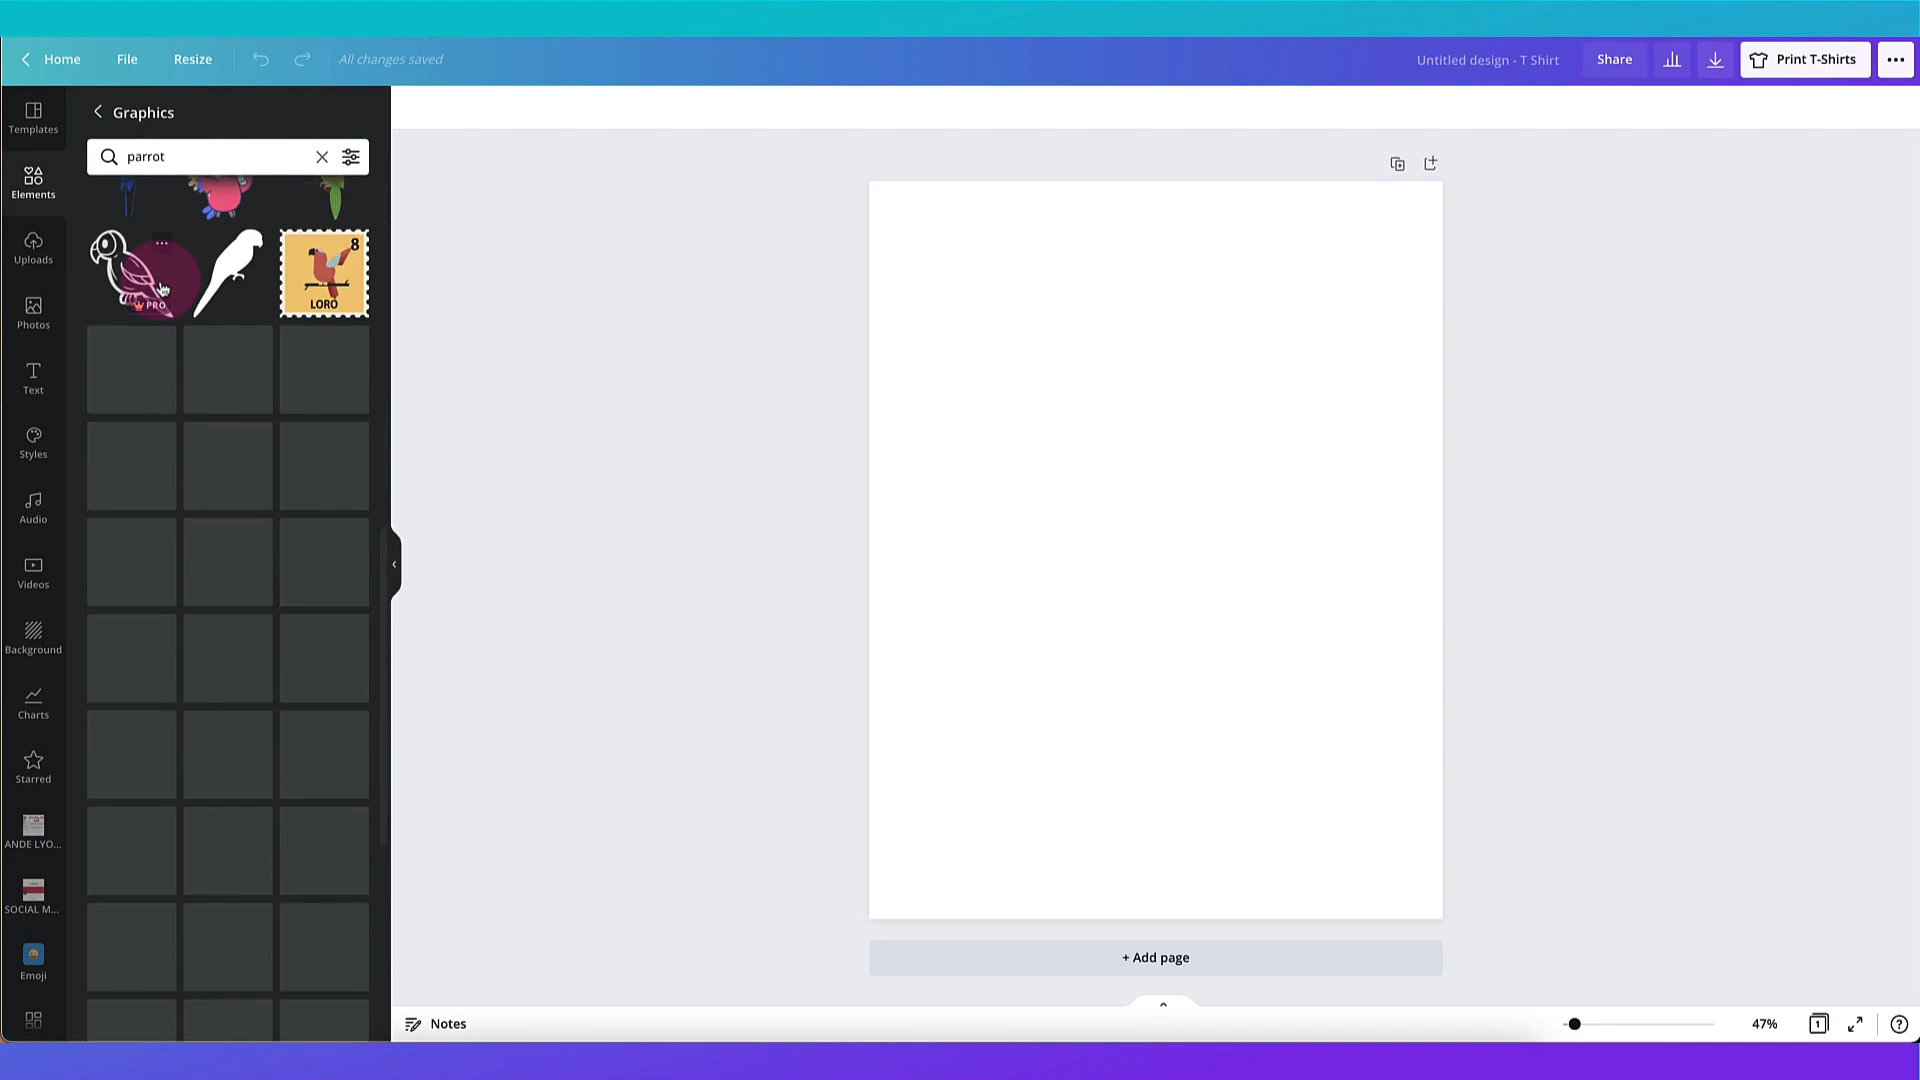 Home File Resize All changes saved Untitled design - T Shirt Share Print T-Shirts
Templates
Elements
Uploads
Photos
Text
Styles
Audio
Videos
Background
Charts
Starred
ANDE LYO...
SOCIAL M...
Emoji
Graphics
parrot
PRO
8
LORO
+ Add page
Notes
47%
1
?